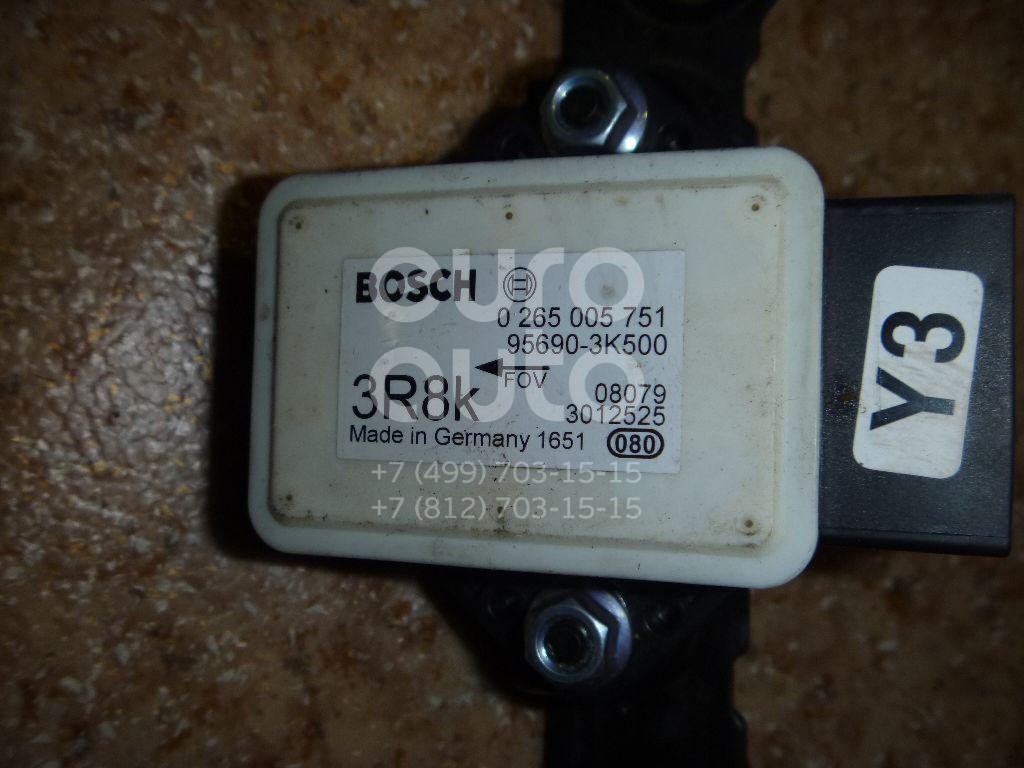 BOSCH
0 265 005 751
95690-3K500
FOV
3R8k
08079
3012525
Made in Germany 1651 080
Y3
euro
auto
+7 (499) 703-15-15
+7 (812) 703-15-15